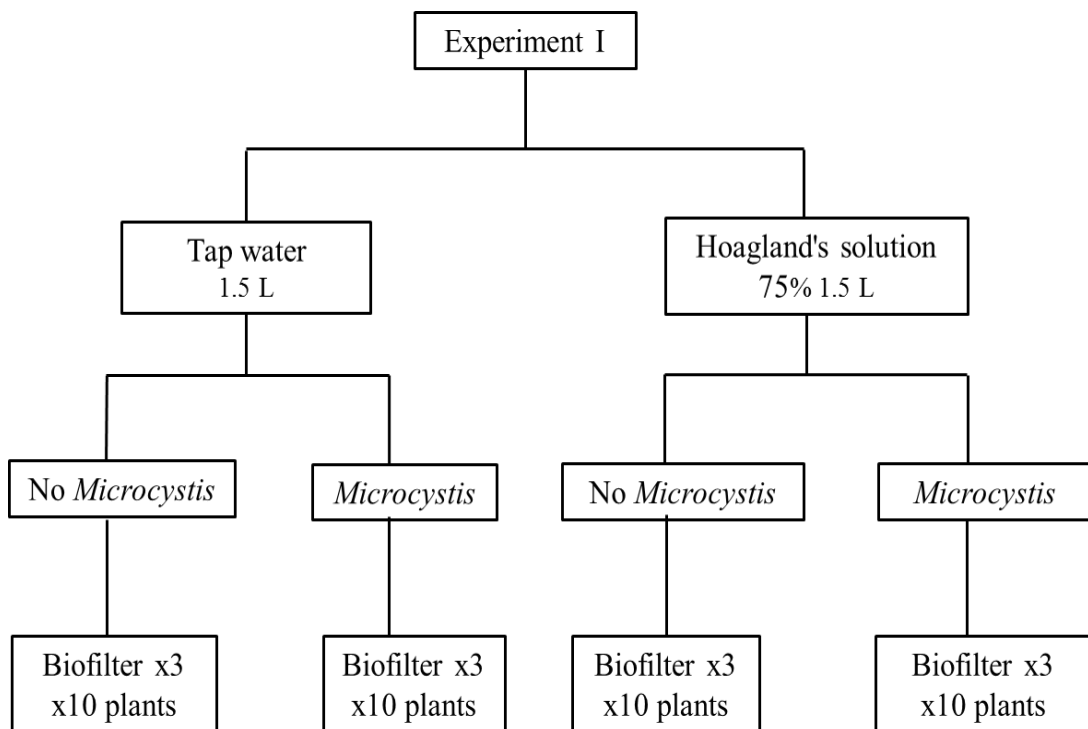 Experiment I
Tap water
1.5 L
Hoagland's solution
75% 1.5 L
No Microcystis
Microcystis
No Microcystis
Microcystis
Biofilter x3
x10 plants
Biofilter x3
x10 plants
Biofilter x3
x10 plants
Biofilter x3
x10 plants